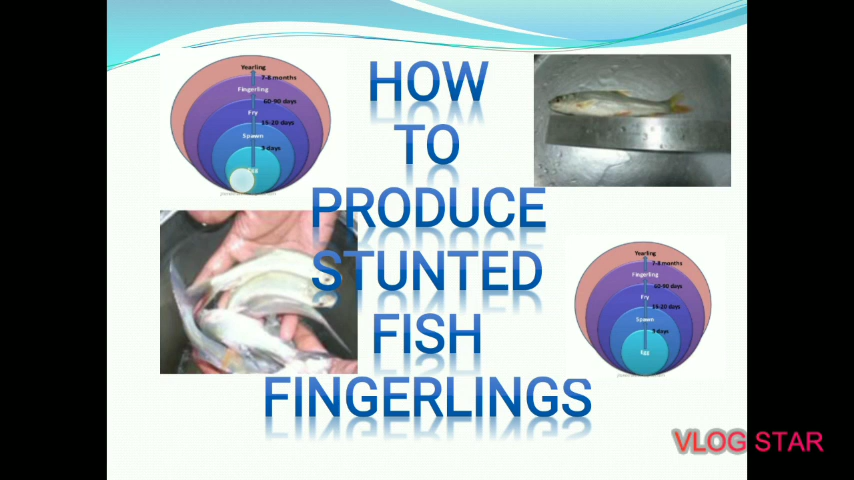 HOW
TO
PRODUCE
STUNTED
FISH
FINGERLINGS
Yearling
7-8 months
Fingerling
60-90 days
Fry
15-20 days
Spawn
3 days
Egg
Yearling
7-8 months
Fingerling
60-90 days
Fry
15-20 days
Spawn
3 days
Egg
VLOG STAR